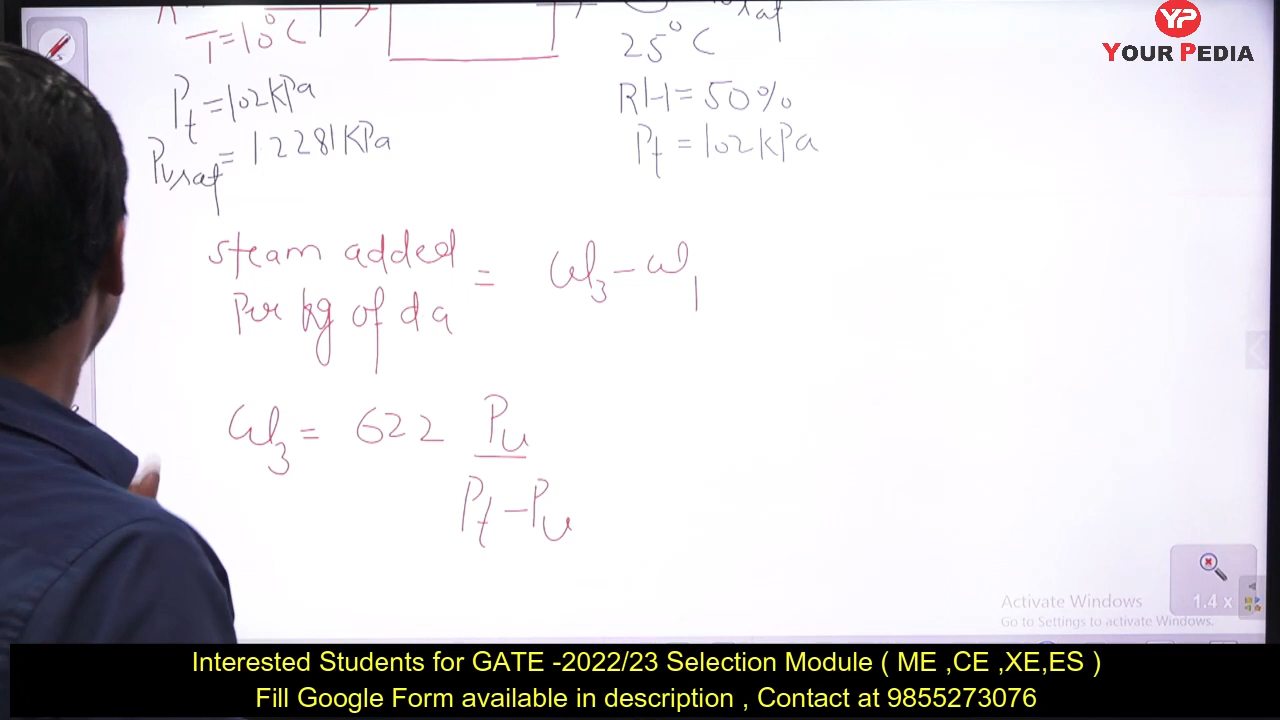 YP
YOUR PEDIA
T=10°C
25°C
Pt=102kPa
RH=50%
Pvsat=12281KPa
Pt=102kPa
Steam added
Per kg of da
= ω3-ω1
ω3= 622 Pv
Pt-Pv
1.4 x
Activate Windows
Go to Settings to activate Windows.
Interested Students for GATE -2022/23 Selection Module ( ME ,CE ,XE,ES )
Fill Google Form available in description , Contact at 9855273076